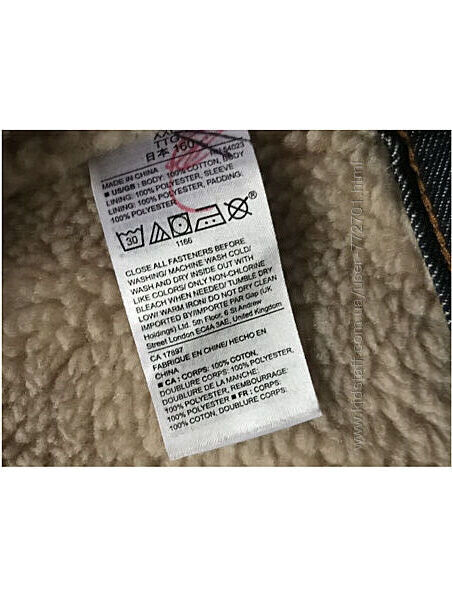 日本 160
MADE IN CHINA
■ US/GB : BODY: 100% COTTON, BODY
LINING: 100% POLYESTER, SLEEVE
LINING: 100% POLYESTER, PADDING:
100% POLYESTER
30
1166
CLOSE ALL FASTENERS BEFORE
WASHING/ MACHINE WASH COLD/
WASH AND DRY INSIDE OUT WITH
LIKE COLORS/ ONLY NON-CHLORINE
BLEACH WHEN NEEDED/ TUMBLE DRY
LOW/ WARM IRON/ DO NOT DRY CLEAN
IMPORTED BY/IMPORTE PAR Gap (UK
Holdings) Ltd. 5th Floor, 6 St Andrew
Street London EC4A 3AE, United Kingdom
CA 17897
FABRIQUE EN CHINE/ HECHO EN
CHINA
■ CA : CORPS: 100% COTON,
DOUBLURE CORPS: 100% POLYESTER,
DOUBLURE DE LA MANCHE:
100% POLYESTER, REMBOURRAGE:
100% POLYESTER ■ FR : CORPS:
100% COTON, DOUBLURE CORPS: